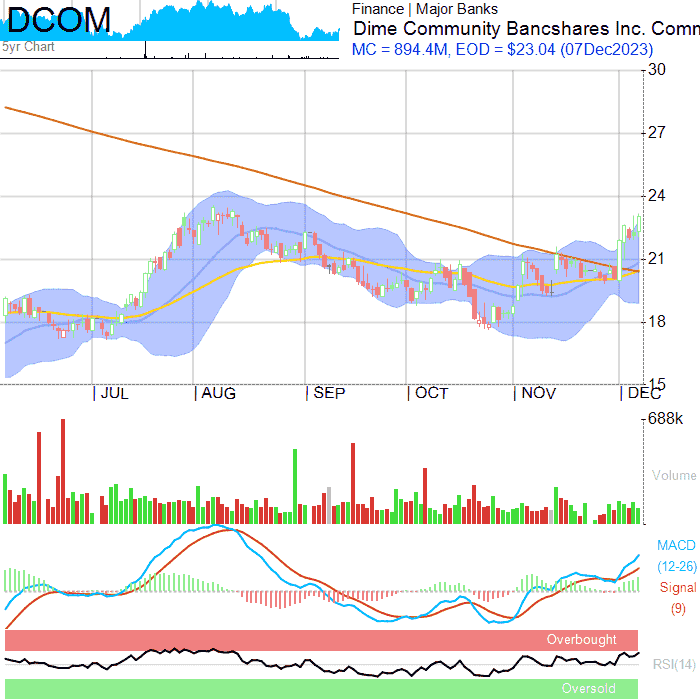 DCOM
5yr Chart
Finance | Major Banks
Dime Community Bancshares Inc. Comm
MC = 894.4M, EOD = $23.04 (07Dec2023)
30
27
24
21
18
15
JUL
AUG
SEP
OCT
NOV
DEC
688k
Volume
MACD
(12-26)
Signal
(9)
Overbought
RSI(14)
Oversold